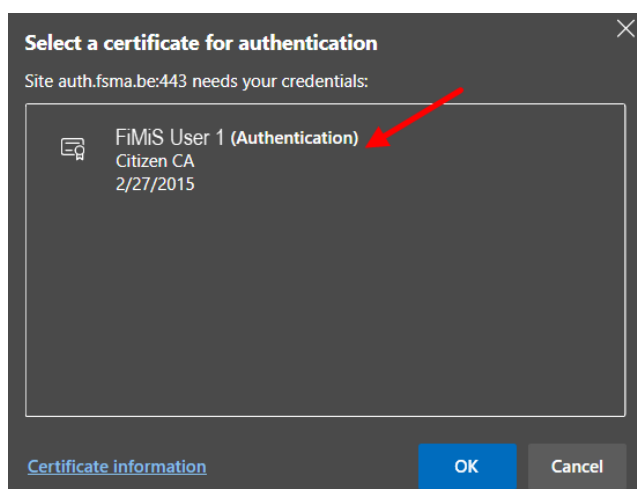 Select a certificate for authentication
Site auth.fsma.be:443 needs your credentials:
FiMiS User 1 (Authentication)
Citizen CA
2/27/2015
Certificate information
OK
Cancel